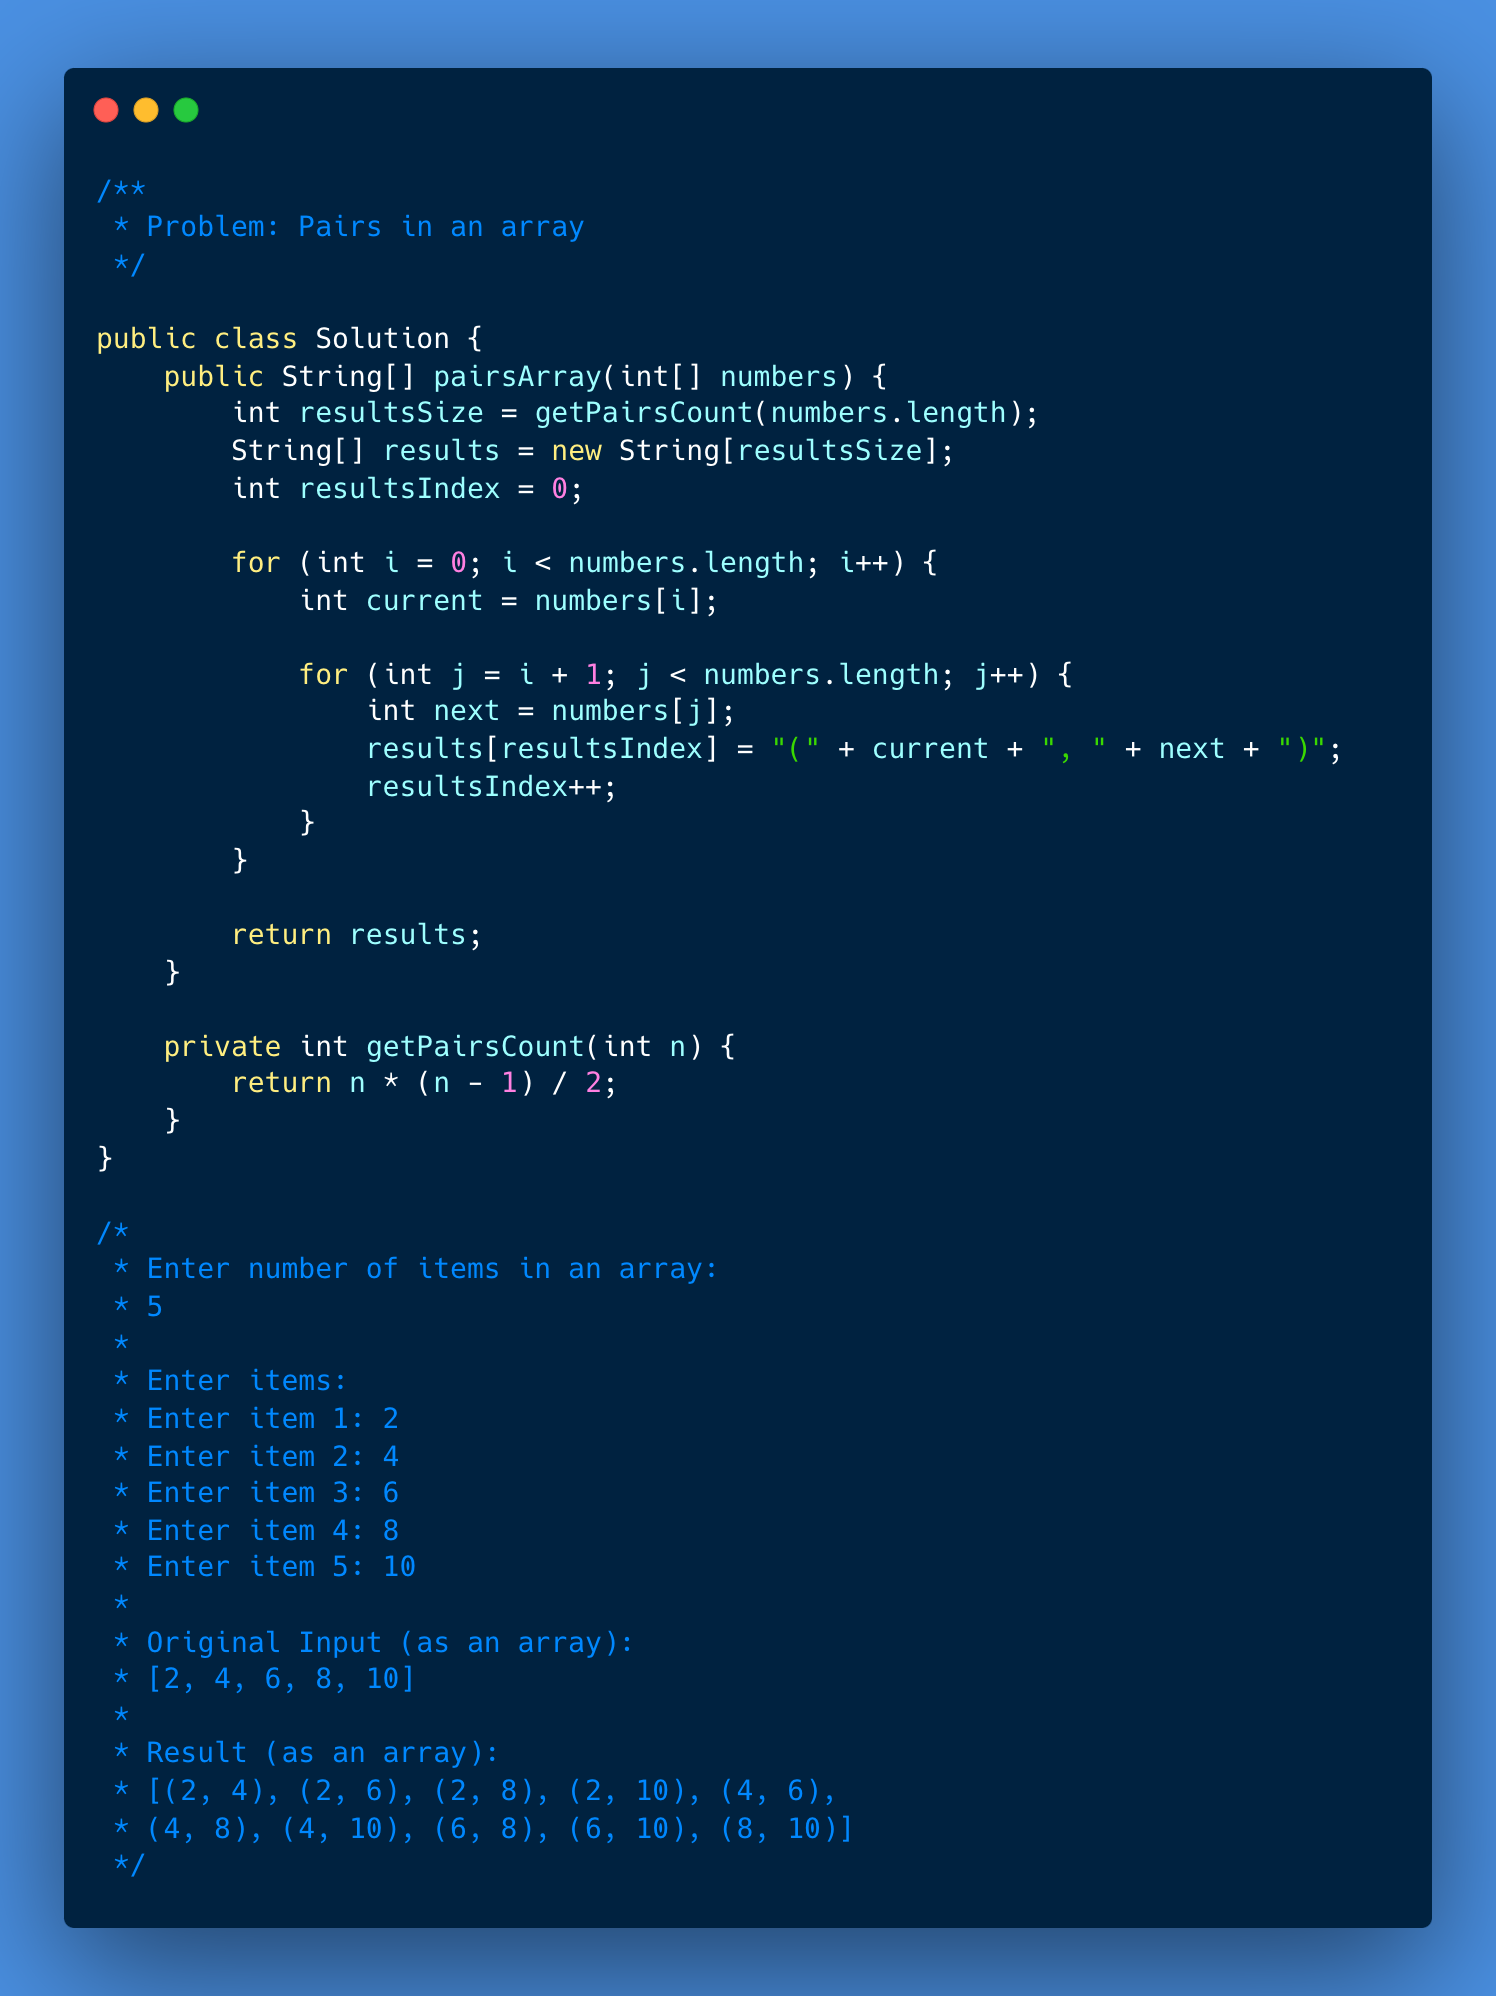 /**
 * Problem: Pairs in an array
 */

public class Solution {
    public String[] pairsArray(int[] numbers) {
        int resultsSize = getPairsCount(numbers.length);
        String[] results = new String[resultsSize];
        int resultsIndex = 0;

        for (int i = 0; i < numbers.length; i++) {
            int current = numbers[i];

            for (int j = i + 1; j < numbers.length; j++) {
                int next = numbers[j];
                results[resultsIndex] = "(" + current + ", " + next + ")";
                resultsIndex++;
            }
        }

        return results;
    }

    private int getPairsCount(int n) {
        return n * (n - 1) / 2;
    }
}

/*
 * Enter number of items in an array:
 * 5
 *
 * Enter items:
 * Enter item 1: 2
 * Enter item 2: 4
 * Enter item 3: 6
 * Enter item 4: 8
 * Enter item 5: 10
 *
 * Original Input (as an array):
 * [2, 4, 6, 8, 10]
 *
 * Result (as an array):
 * [(2, 4), (2, 6), (2, 8), (2, 10), (4, 6),
 * (4, 8), (4, 10), (6, 8), (6, 10), (8, 10)]
 */